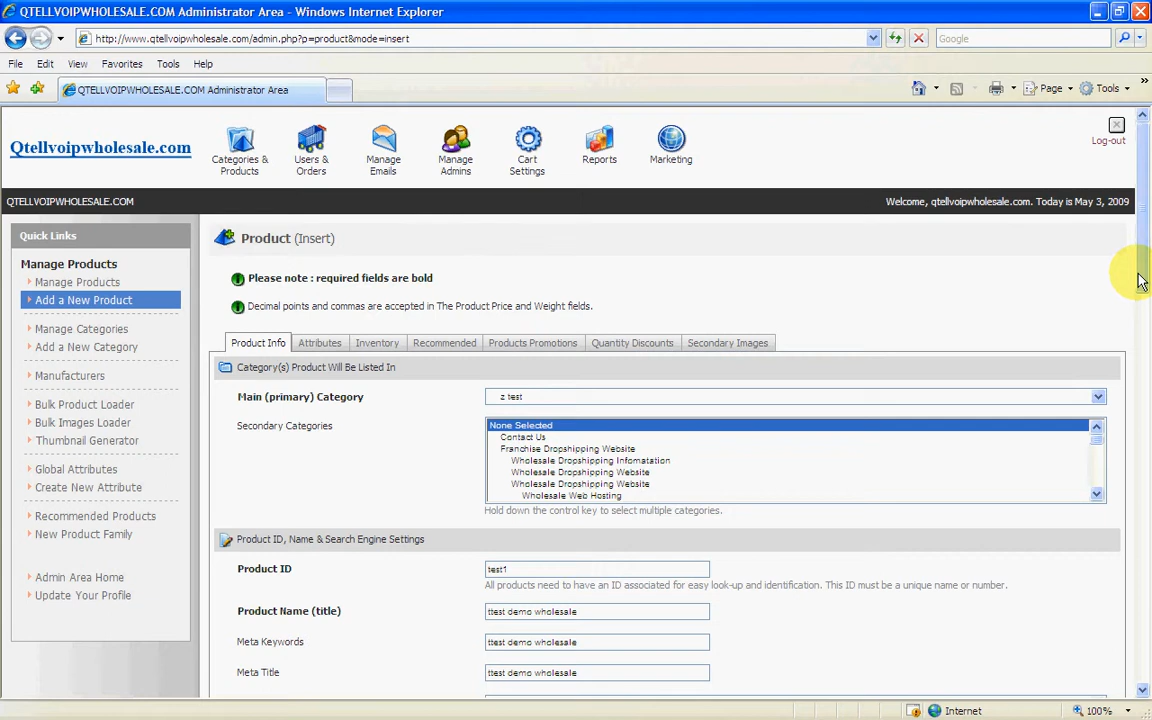 QTELLVOIPWHOLESALE.COM Administrator Area - Windows Internet Explorer
http://www.qtellvoipwholesale.com/admin.php?p=product&mode=insert
Google
File Edit View Favorites Tools Help
QTELLVOIPWHOLESALE.COM Administrator Area
Page Tools
Qtellvoipwholesale.com
Categories & Products
Users & Orders
Manage Emails
Manage Admins
Cart Settings
Reports
Marketing
Log-out
QTELLVOIPWHOLESALE.COM
Welcome, qtellvoipwholesale.com. Today is May 3, 2009
Quick Links
Manage Products
Manage Products
Add a New Product
Manage Categories
Add a New Category
Manufacturers
Bulk Product Loader
Bulk Images Loader
Thumbnail Generator
Global Attributes
Create New Attribute
Recommended Products
New Product Family
Admin Area Home
Update Your Profile
Product (Insert)
Please note : required fields are bold
Decimal points and commas are accepted in The Product Price and Weight fields.
Product Info Attributes Inventory Recommended Products Promotions Quantity Discounts Secondary Images
Category(s) Product Will Be Listed In
Main (primary) Category
z test
Secondary Categories
None Selected
Contact Us
Franchise Dropshipping Website
Wholesale Dropshipping Infomatation
Wholesale Dropshipping Website
Wholesale Dropshipping Website
Wholesale Web Hosting
Hold down the control key to select multiple categories.
Product ID, Name & Search Engine Settings
Product ID
test1
All products need to have an ID associated for easy look-up and identification. This ID must be a unique name or number.
Product Name (title)
ttest demo wholesale
Meta Keywords
ttest demo wholesale
Meta Title
ttest demo wholesale
Internet
100%